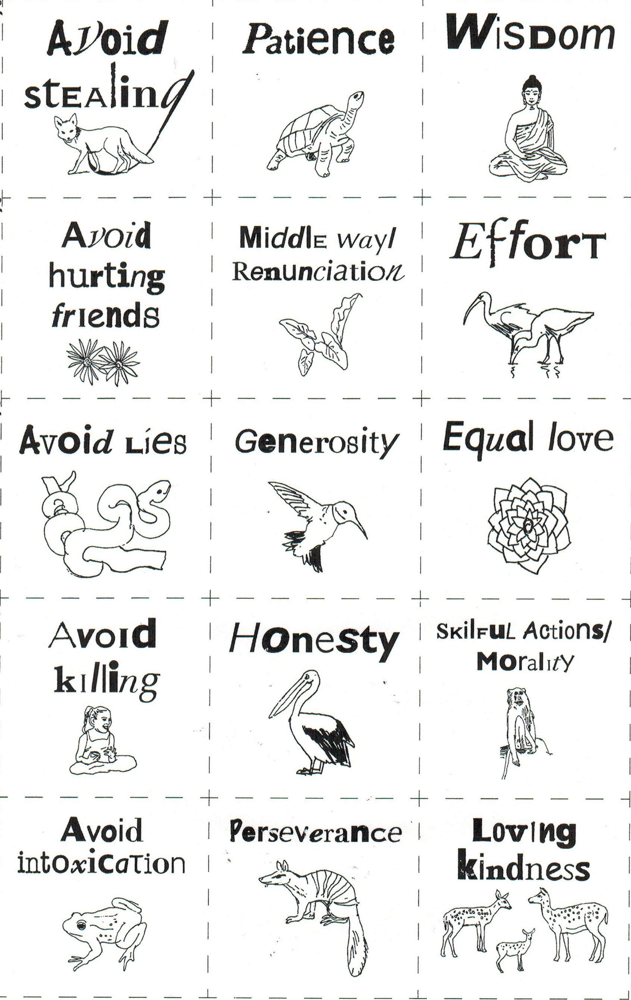 Avoid
stealing
Patience
Wisdom
Avoid
hurting
friends
Middle way/
Renunciation
Effort
Avoid Lies
Generosity
Equal love
Avoid
killing
Honesty
Skilful Actions/
Morality
Avoid
intoxication
Perseverance
Loving
kindness